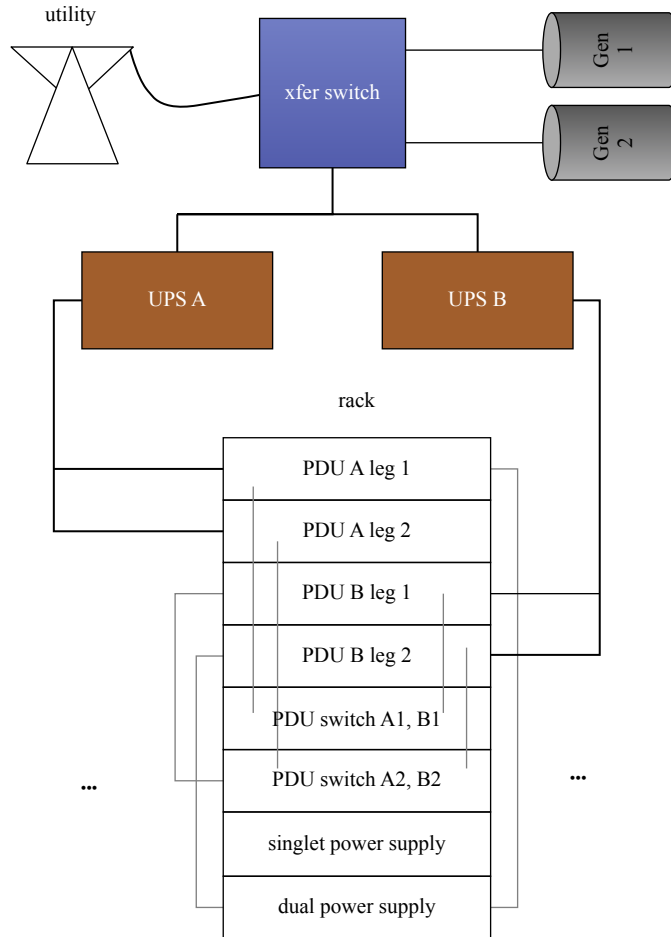 utility
xfer switch
Gen
1
Gen
2
UPS A
UPS B
rack
PDU A leg 1
PDU A leg 2
PDU B leg 1
PDU B leg 2
PDU switch A1, B1
PDU switch A2, B2
...
...
singlet power supply
dual power supply